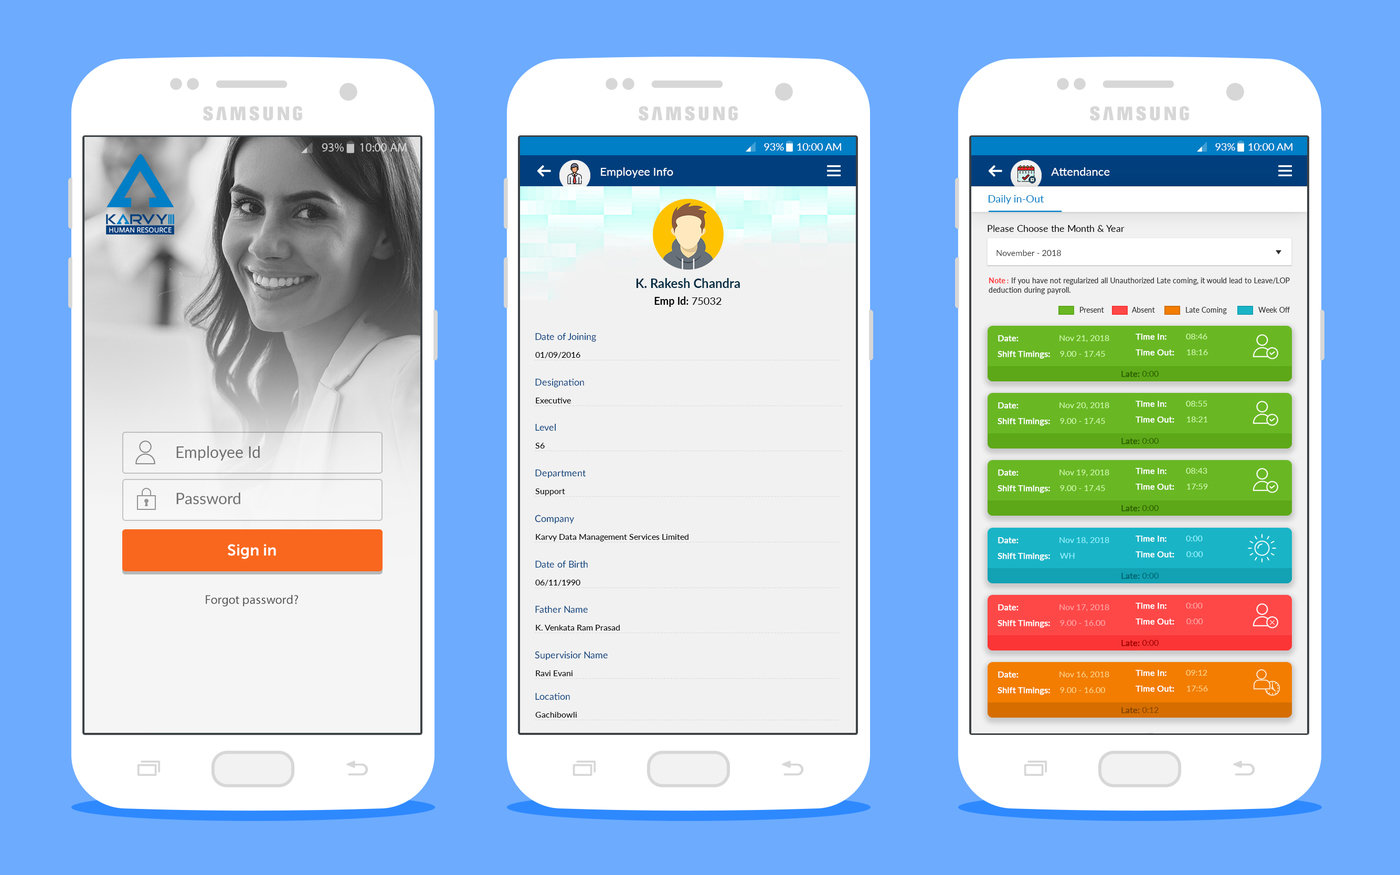 SAMSUNG
93% 10:00 AM
KARVY
HUMAN RESOURCE
Employee Id
Password
Sign in
Forgot password?
SAMSUNG
93% 10:00 AM
Employee Info
K. Rakesh Chandra
Emp Id: 75032
Date of Joining
01/09/2016
Designation
Executive
Level
S6
Department
Support
Company
Karvy Data Management Services Limited
Date of Birth
06/11/1990
Father Name
K. Venkata Ram Prasad
Supervisior Name
Ravi Evani
Location
Gachibowli
SAMSUNG
93% 10:00 AM
Attendance
Daily in-Out
Please Choose the Month & Year
November - 2018
Note : If you have not regularized all Unauthorized Late coming, it would lead to Leave/LOP
deduction during payroll.
Present Absent Late Coming Week Off
Date: Nov 21, 2018 Time In: 08:46
Shift Timings: 9.00 - 17.45 Time Out: 18:16
Late: 0:00
Date: Nov 20, 2018 Time In: 08:55
Shift Timings: 9.00 - 17.45 Time Out: 18:21
Late: 0:00
Date: Nov 19, 2018 Time In: 08:43
Shift Timings: 9.00 - 17.45 Time Out: 17:59
Late: 0:00
Date: Nov 18, 2018 Time In: 0:00
Shift Timings: WH Time Out: 0:00
Late: 0:00
Date: Nov 17, 2018 Time In: 0:00
Shift Timings: 9.00 - 16.00 Time Out: 0:00
Late: 0:00
Date: Nov 16, 2018 Time In: 09:12
Shift Timings: 9.00 - 16.00 Time Out: 17:56
Late: 0:12